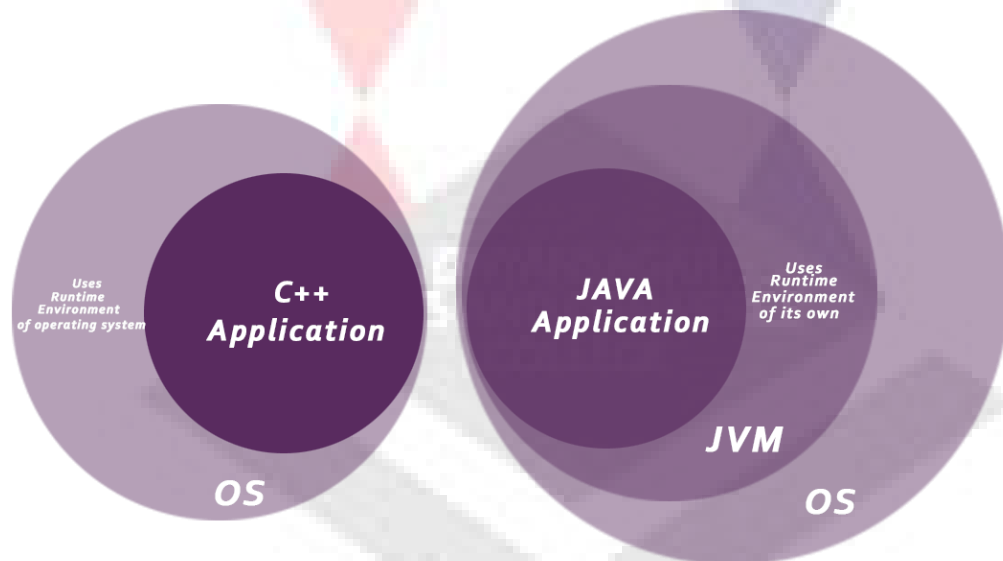 Uses
Runtime
Environment
of operating system
C++
Application
OS
JAVA
Application
Uses
Runtime
Environment
of its own
JVM
OS